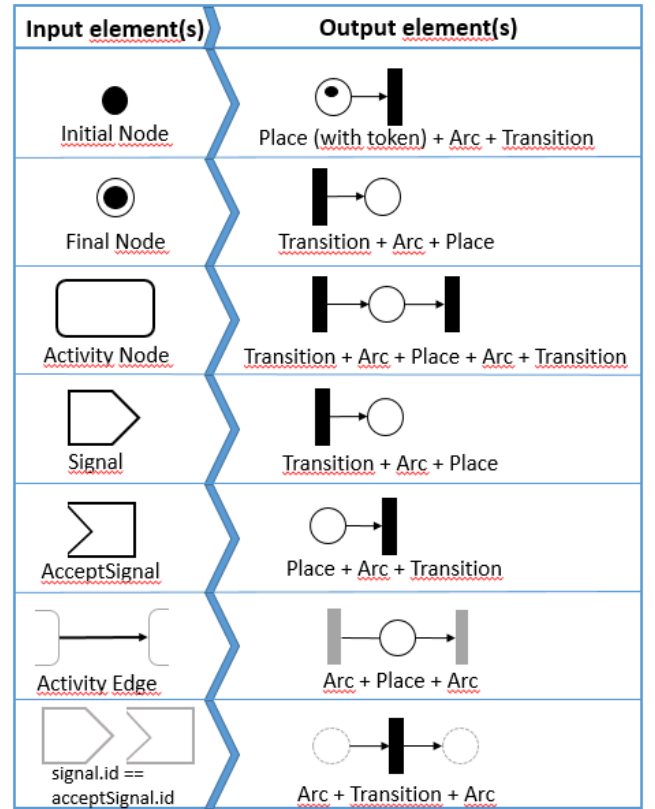 Input element(s)
Output element(s)
Initial Node
Place (with token) + Arc + Transition
Final Node
Transition + Arc + Place
Activity Node
Transition + Arc + Place + Arc + Transition
Signal
Transition + Arc + Place
AcceptSignal
Place + Arc + Transition
Activity Edge
Arc + Place + Arc
signal.id ==
acceptSignal.id
Arc + Transition + Arc